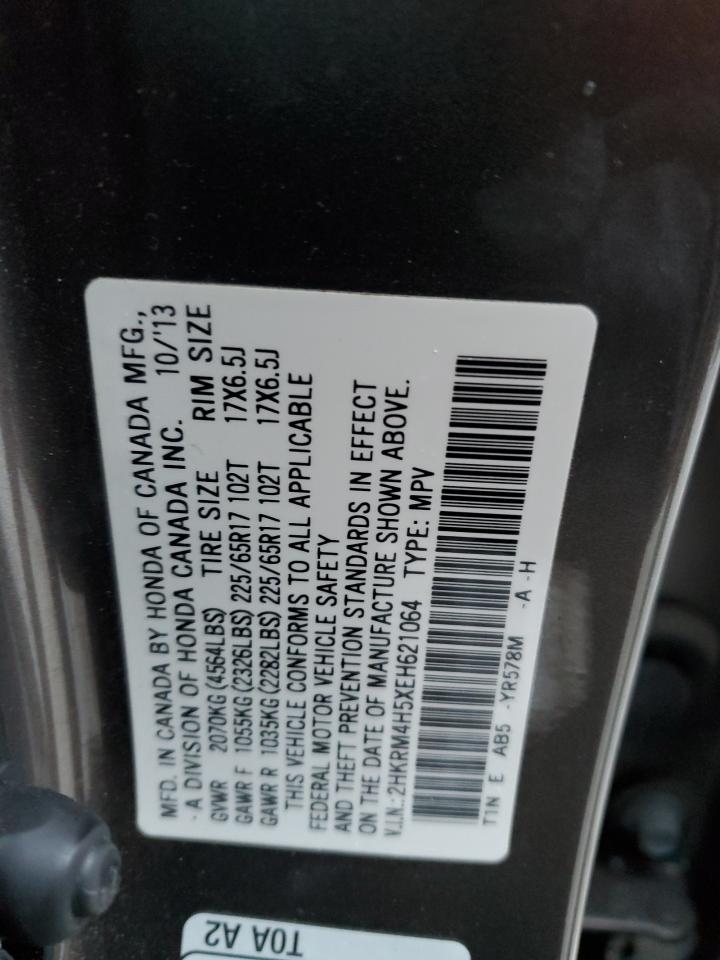 MFD. IN CANADA BY HONDA OF CANADA MFG.,
-A DIVISION OF HONDA CANADA INC. 10/'13
GVWR 2070KG (4564LBS) TIRE SIZE RIM SIZE
GAWR F 1055KG (2326LBS) 225/65R17 102T 17X6.5J
GAWR R 1035KG (2282LBS) 225/65R17 102T 17X6.5J
THIS VEHICLE CONFORMS TO ALL APPLICABLE
FEDERAL MOTOR VEHICLE SAFETY
AND THEFT PREVENTION STANDARDS IN EFFECT
ON THE DATE OF MANUFACTURE SHOWN ABOVE.
V.I.N.:2HKRM4H5XEH621064 TYPE: MPV
T1N E AB5 -YR578M -A -H
T0A A2